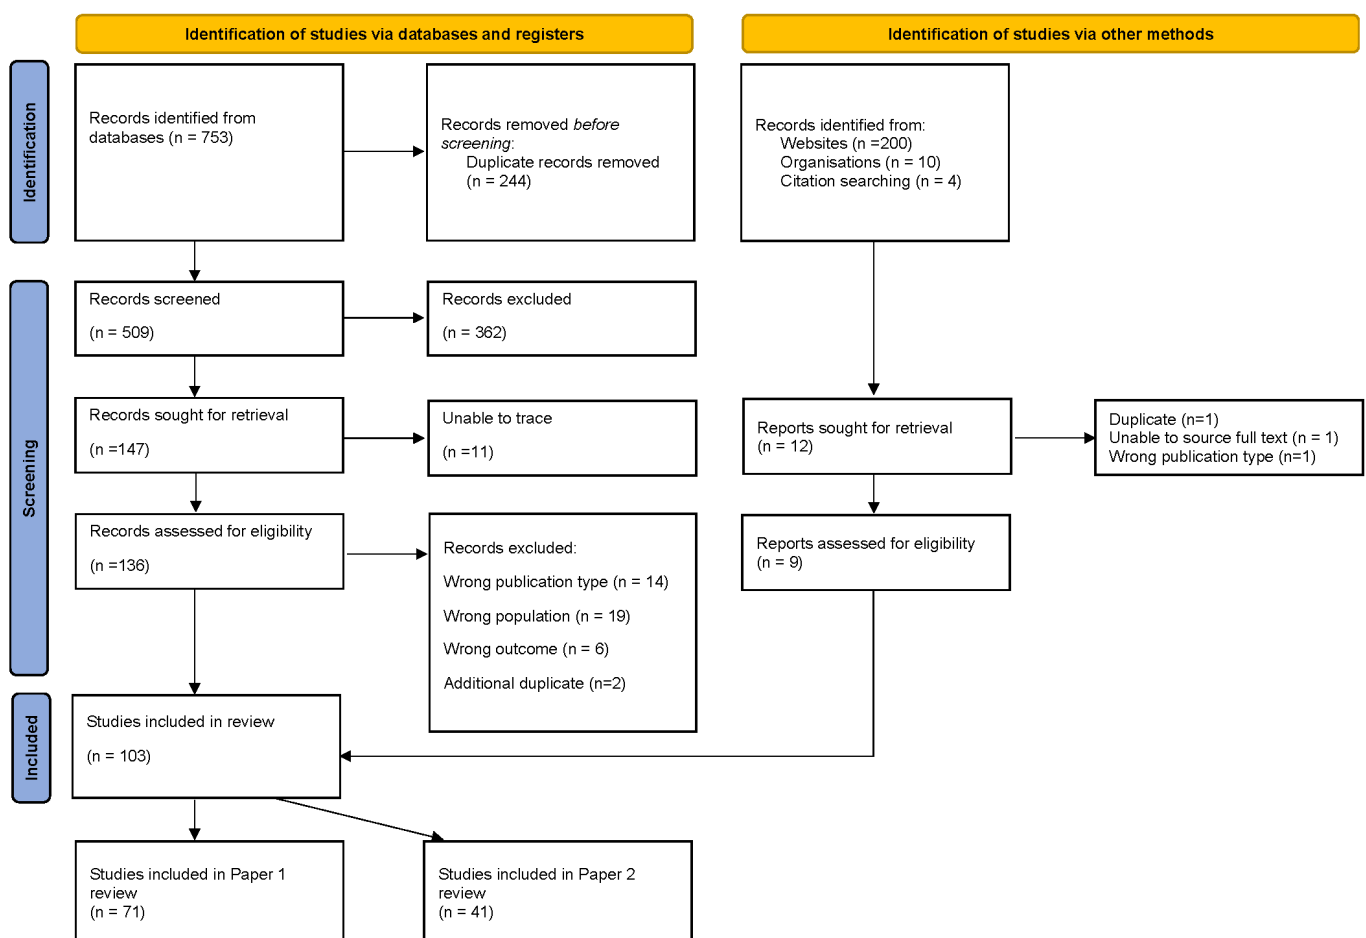 Identification of studies via databases and registers
Identification of studies via other methods
Identification
Records identified from
databases (n = 753)
Records removed before
screening:
Duplicate records removed
(n = 244)
Records identified from:
Websites (n =200)
Organisations (n = 10)
Citation searching (n = 4)
Screening
Records screened
(n = 509)
Records excluded
(n = 362)
Records sought for retrieval
(n =147)
Unable to trace
(n =11)
Reports sought for retrieval
(n = 12)
Duplicate (n=1)
Unable to source full text (n = 1)
Wrong publication type (n=1)
Records assessed for eligibility
(n =136)
Records excluded:
Wrong publication type (n = 14)
Wrong population (n = 19)
Wrong outcome (n = 6)
Additional duplicate (n=2)
Reports assessed for eligibility
(n = 9)
Included
Studies included in review
(n = 103)
Studies included in Paper 1
review
(n = 71)
Studies included in Paper 2
review
(n = 41)